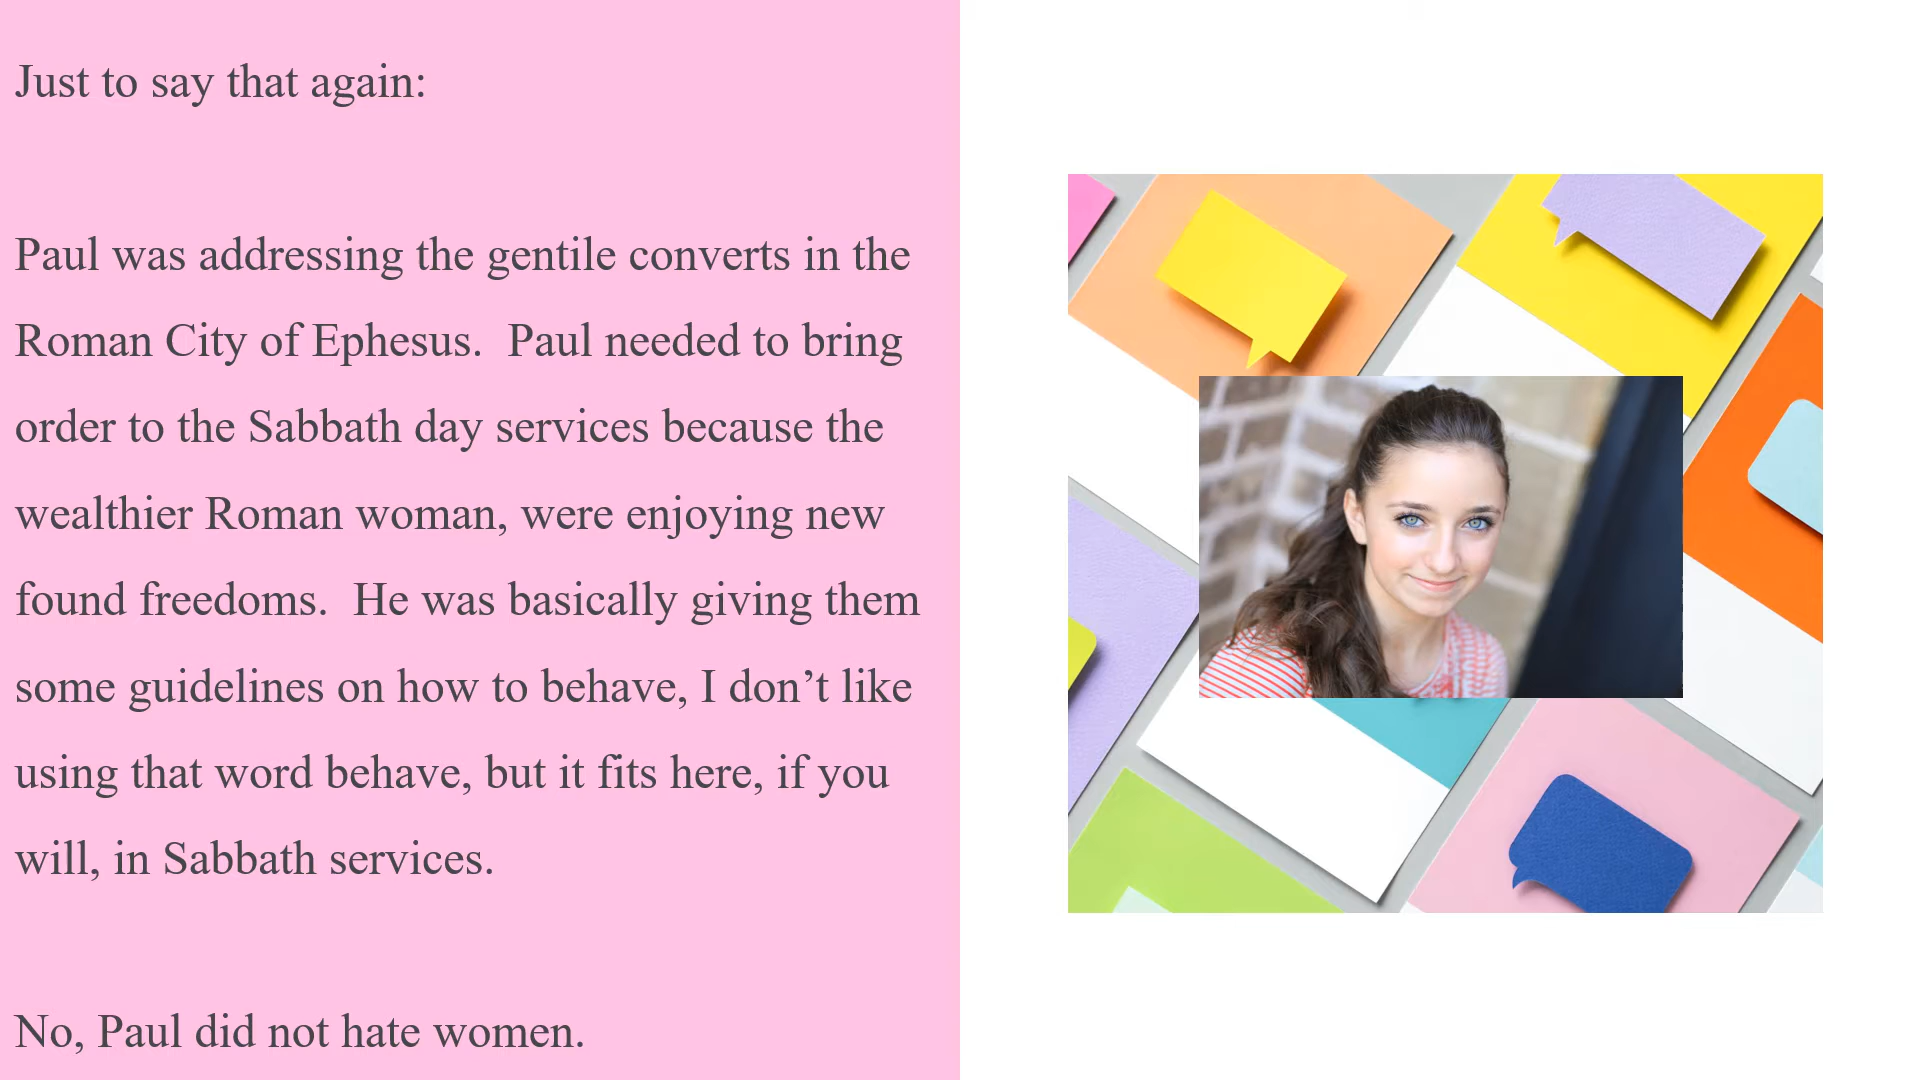 Just to say that again:
Paul was addressing the gentile converts in the
Roman City of Ephesus.  Paul needed to bring
order to the Sabbath day services because the
wealthier Roman woman, were enjoying new
found freedoms.  He was basically giving them
some guidelines on how to behave, I don’t like
using that word behave, but it fits here, if you
will, in Sabbath services.
No, Paul did not hate women.